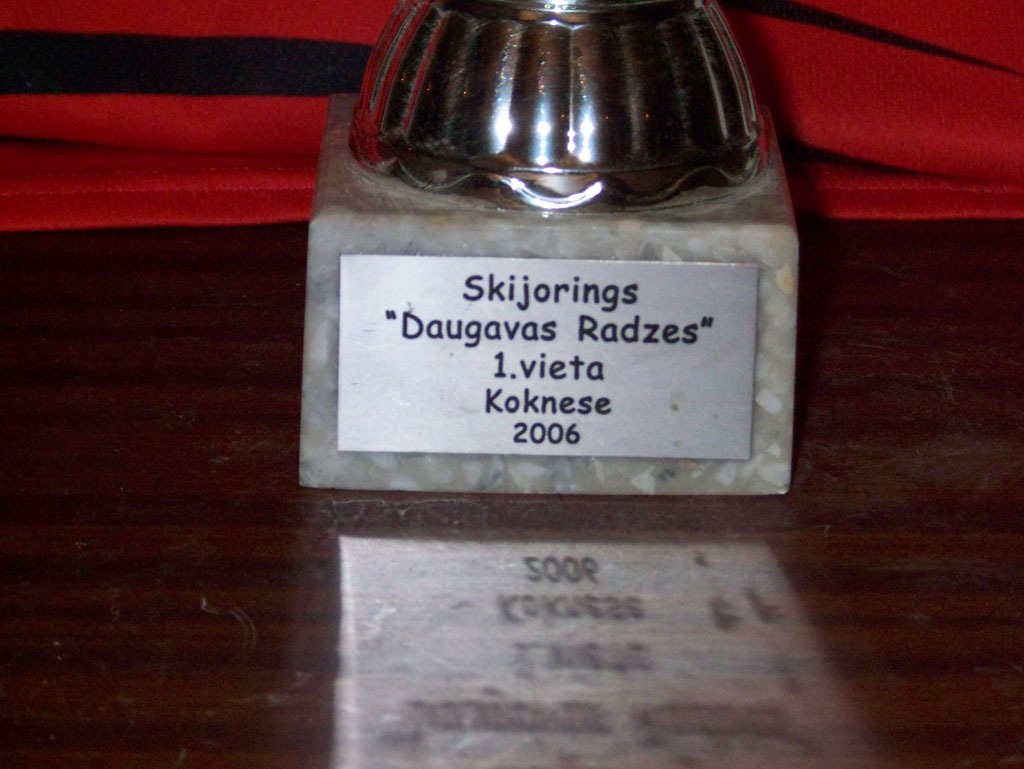 Skijorings
"Daugavas Radzes"
1.vieta
Koknese
2006